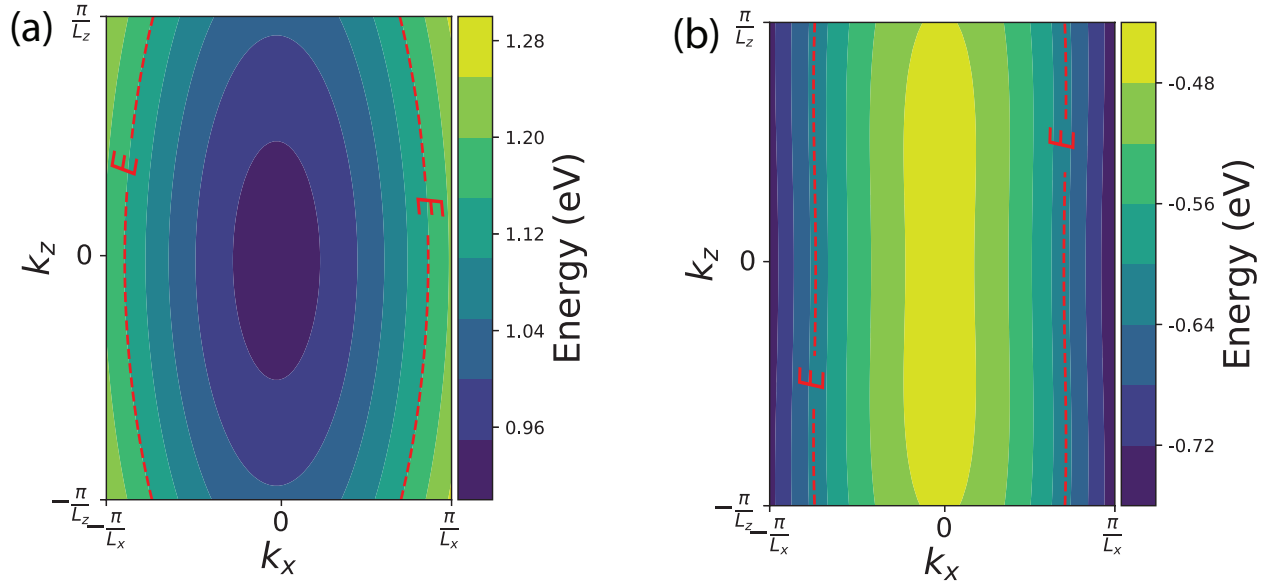 (a)
π/L_z
0
-π/L_z
-π/L_x
0
π/L_x
k_z
k_x
E
E
1.28
1.20
1.12
1.04
0.96
Energy (eV)
(b)
π/L_z
0
-π/L_z
-π/L_x
0
π/L_x
k_z
k_x
E
E
-0.48
-0.56
-0.64
-0.72
Energy (eV)